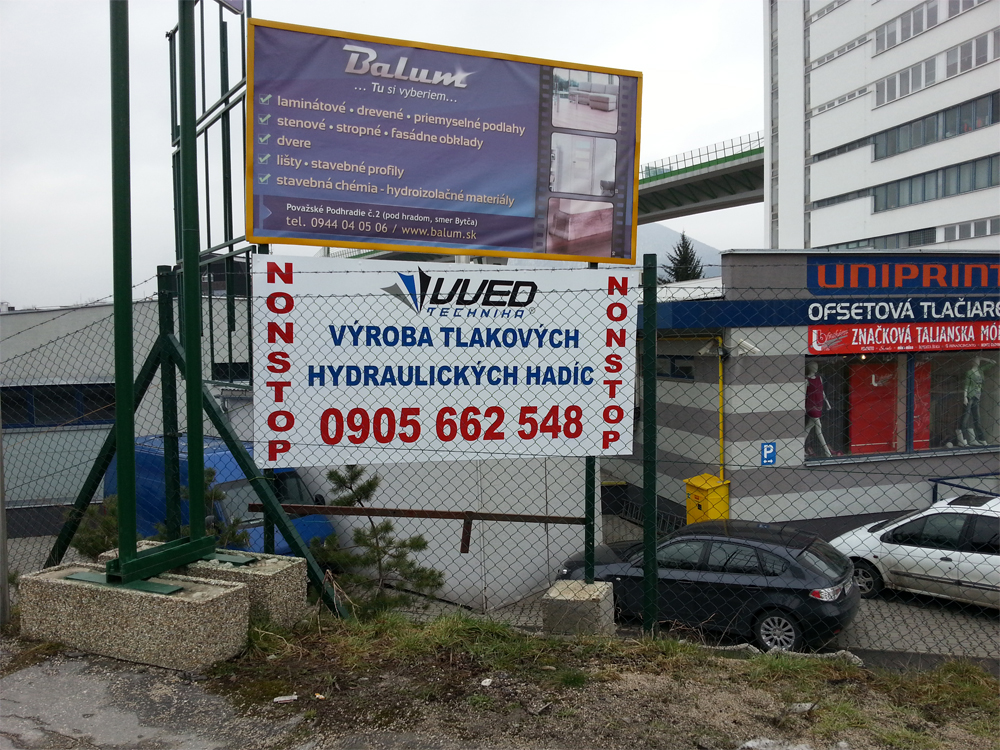 Balum
... Tu si vyberiem...
laminátové • drevené • priemyselné podlahy
stenové • stropné • fasádne obklady
dvere
lišty • stavebné profily
stavebná chémia - hydroizolačné materiály
Považské Podhradie č.2 (pod hradom, smer Bytča)
tel. 0944 04 05 06 / www.balum.sk
NONSTOP
VVED
TECHNIKA
VÝROBA TLAKOVÝCH
HYDRAULICKÝCH HADÍC
0905 662 548
NONSTOP
UNIPRINT
OFSETOVÁ TLAČIARE
ZNAČKOVÁ TALIANSKA MÓ
P